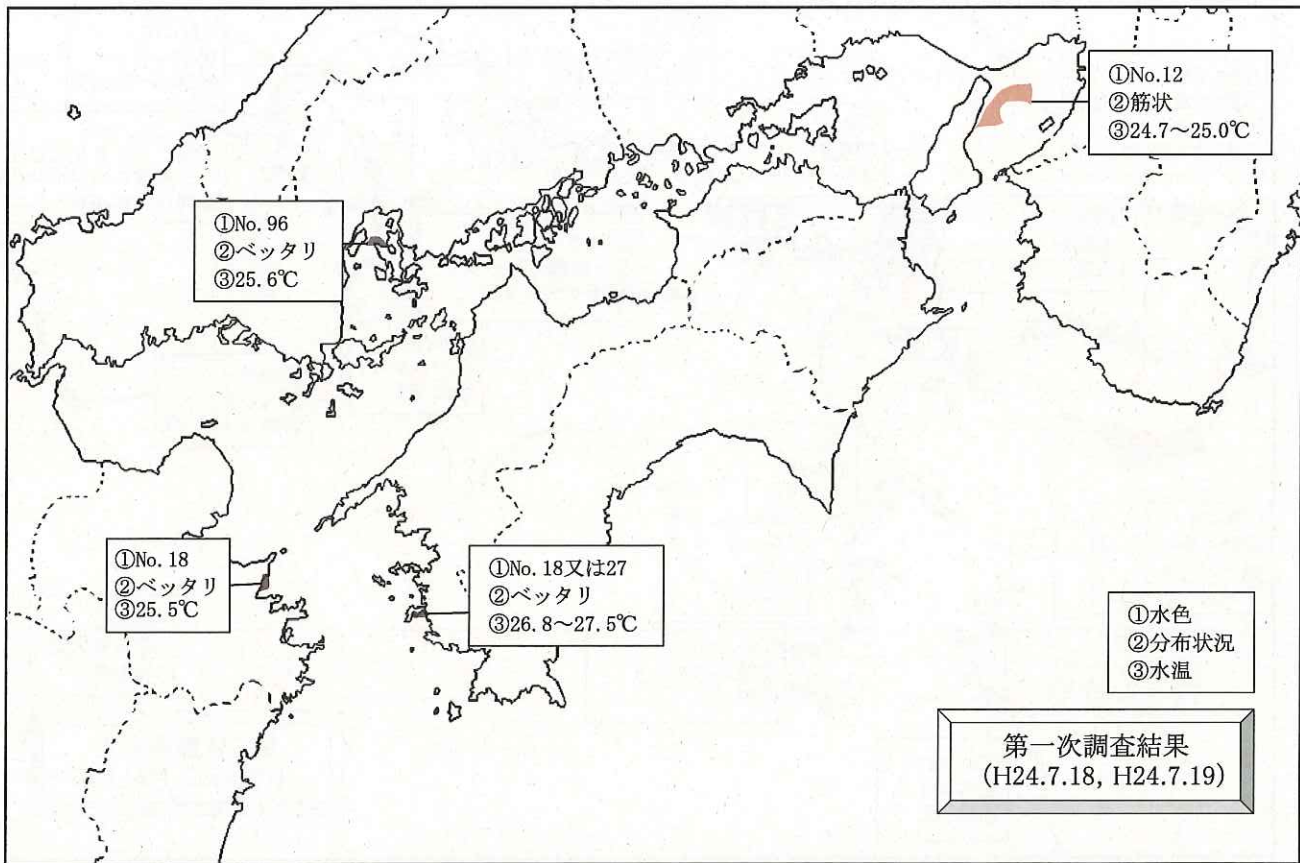 ①No.12
②筋状
③24.7～25.0℃
①No.96
②ベッタリ
③25.6℃
①No.18
②ベッタリ
③25.5℃
①No.18又は27
②ベッタリ
③26.8～27.5℃
①水色
②分布状況
③水温
第一次調査結果
(H24.7.18, H24.7.19)